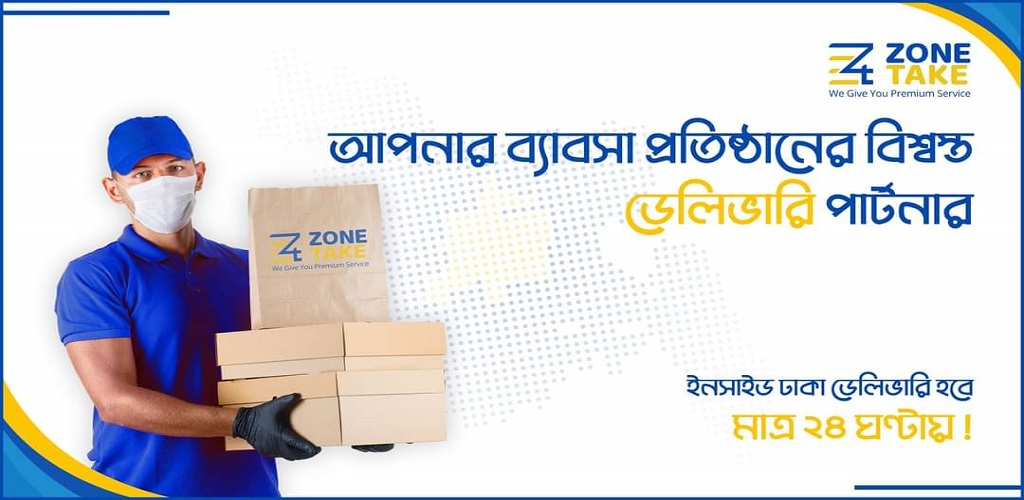 ZONE
TAKE
We Give You Premium Service
আপনার ব্যাবসা প্রতিষ্ঠানের বিশ্বস্ত
ডেলিভারি পার্টনার
ZONE
TAKE
We Give You Premium Service
ইনসাইড ঢাকা ডেলিভারি হবে
মাত্র ২৪ ঘণ্টায় !